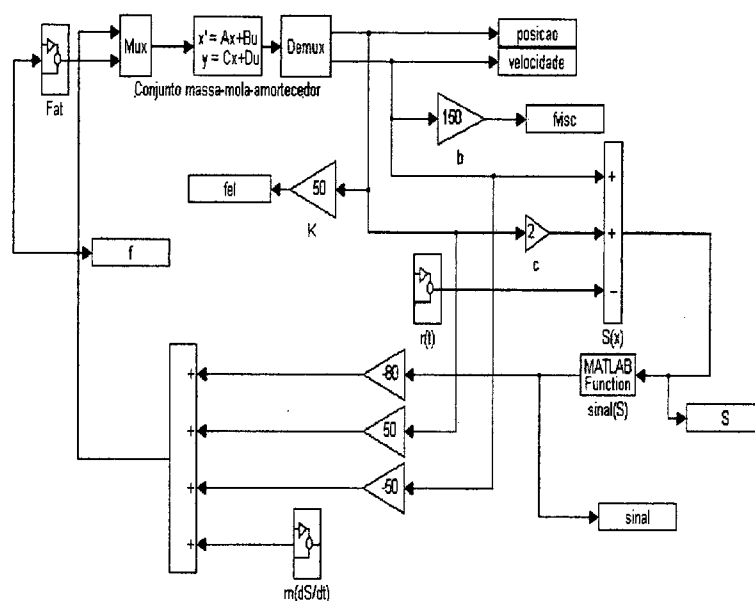 Mux
x' = Ax+Bu
y = Cx+Du
Demux
posicao
velocidade
Fat
Conjunto massa-mola-amortecedor
150
fvisc
b
fel
50
K
+
f
2
+
c
r(t)
−
S(x)
+
-80
MATLAB
Function
sinal(S)
S
+
50
+
-50
sinal
+
m(dS/dt)